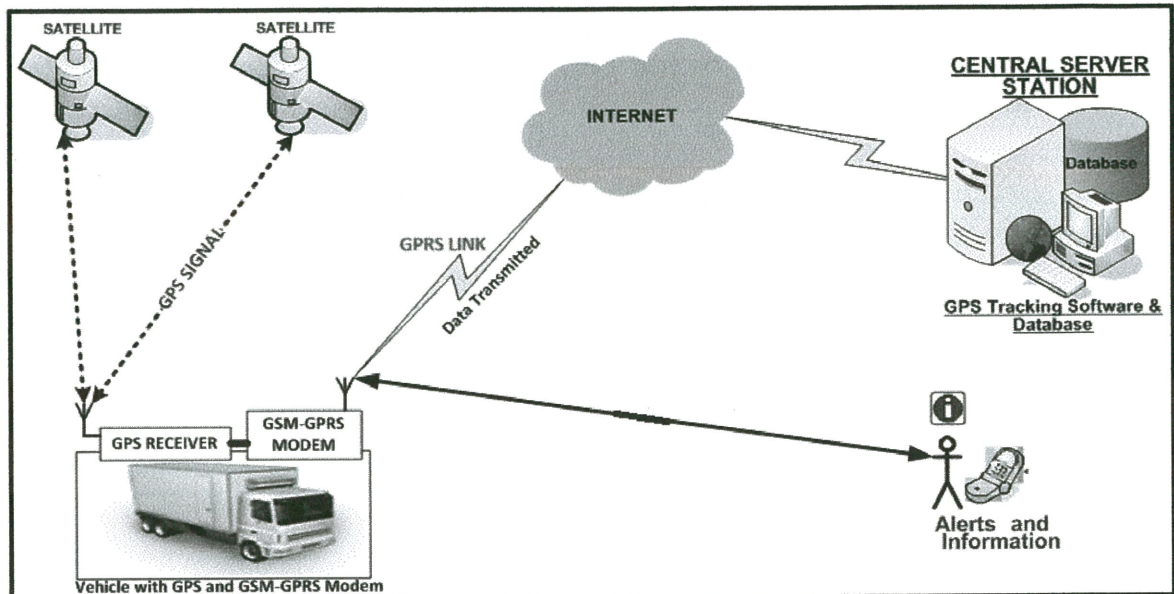 SATELLITE
SATELLITE
INTERNET
CENTRAL SERVER
STATION
Database
GPS SIGNAL
GPRS LINK
Data Transmitted
GPS Tracking Software &
Database
GPS RECEIVER
GSM-GPRS
MODEM
Alerts and
Information
Vehicle with GPS and GSM-GPRS Modem